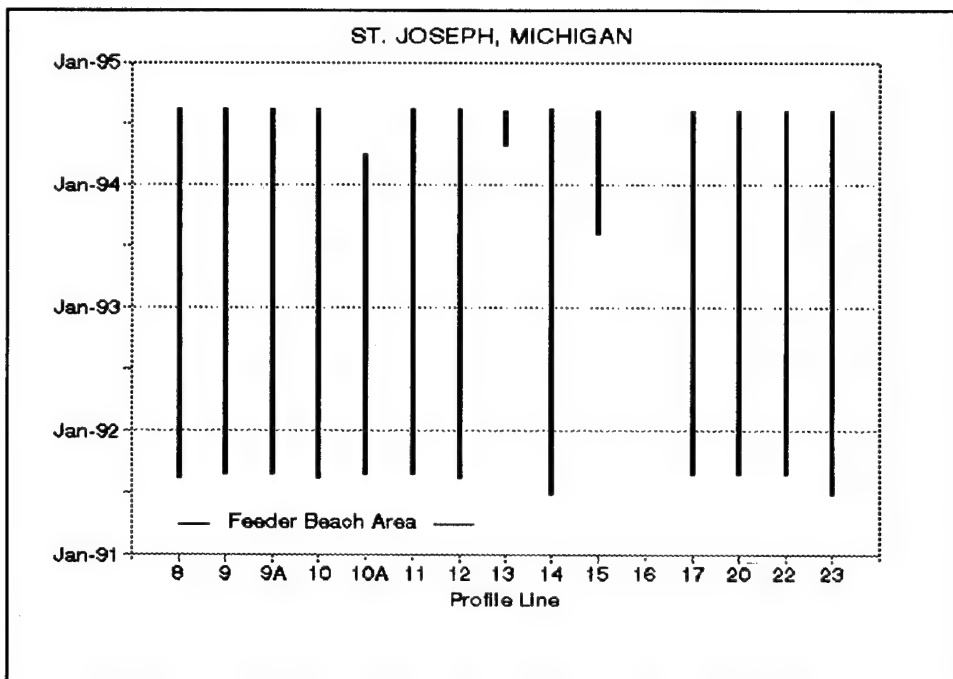 ST. JOSEPH, MICHIGAN
Jan-95
Jan-94
Jan-93
Jan-92
Feeder Beach Area
Jan-91
8 9 9A 10 10A 11 12 13 14 15 16 17 20 22 23
Profile Line